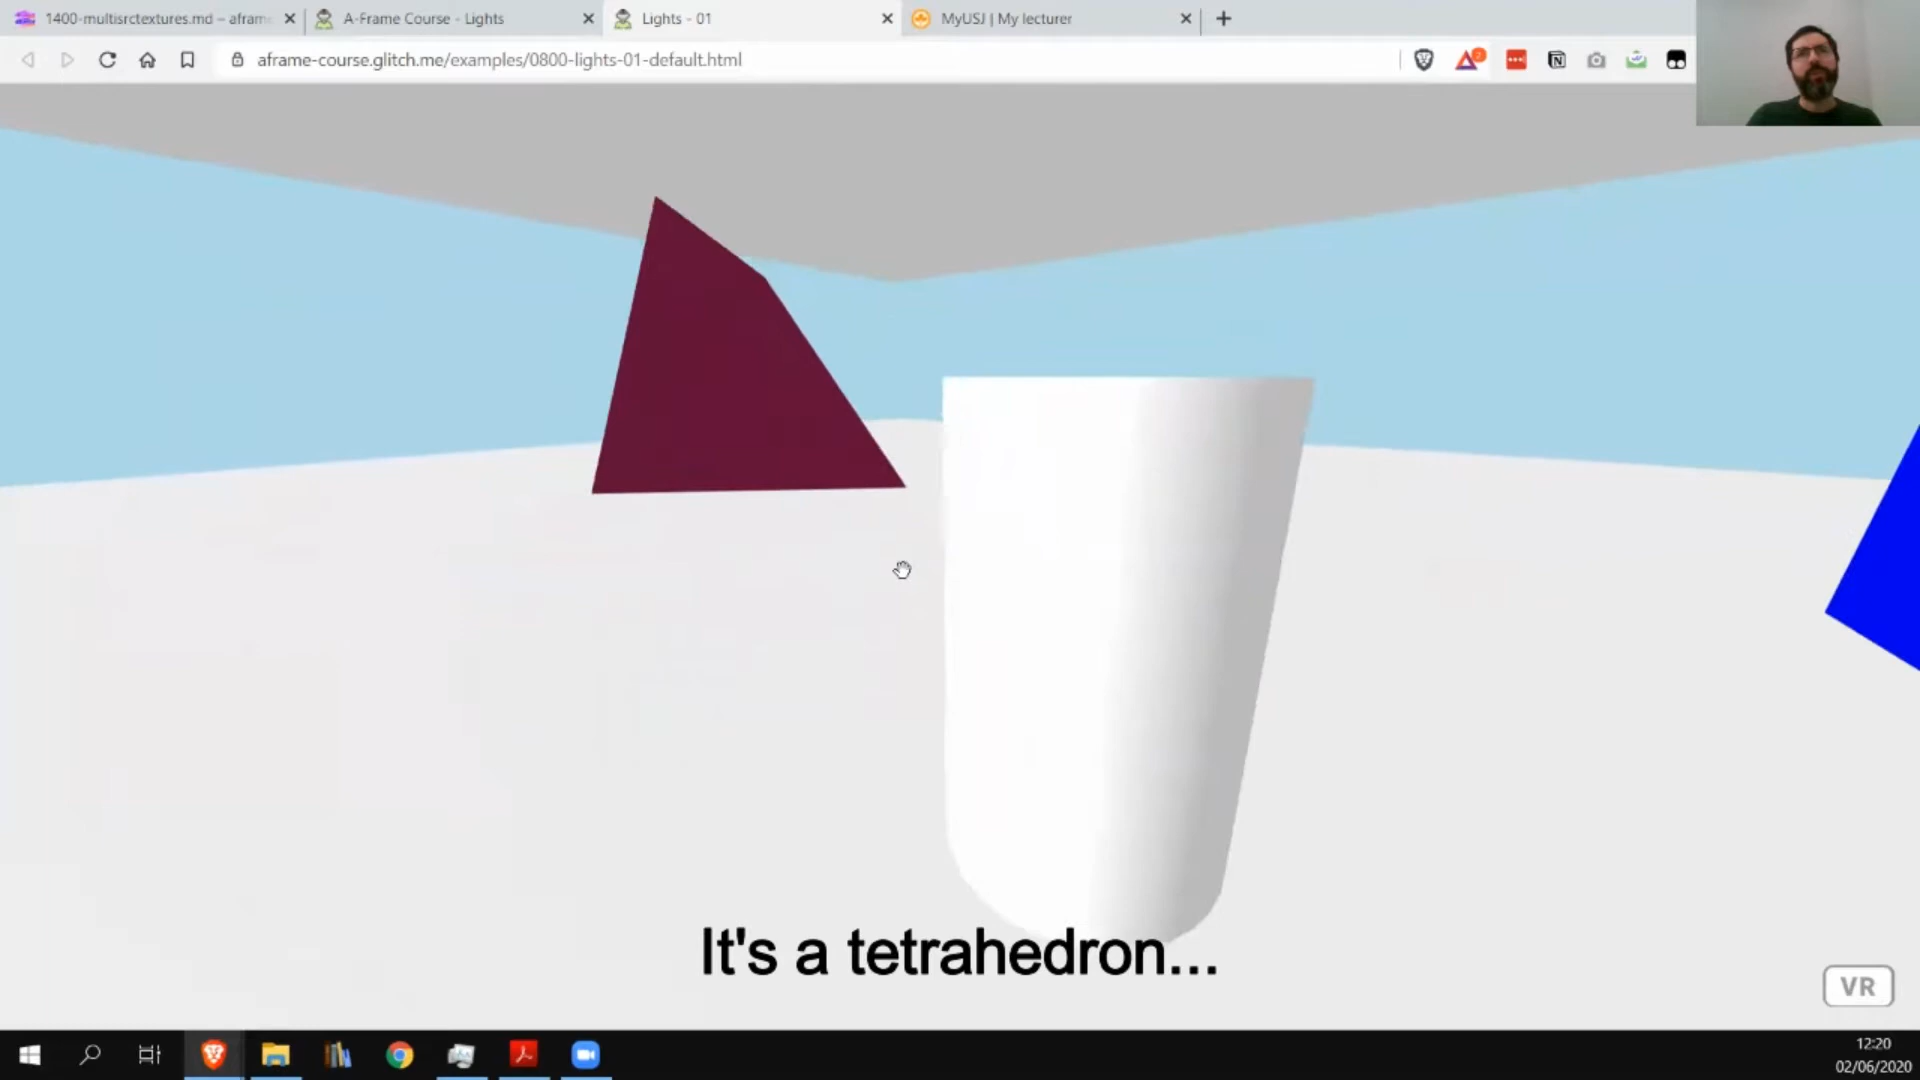 1400-multisrctextures.md – afram
A-Frame Course - Lights
Lights - 01
MyUSJ | My lecturer
aframe-course.glitch.me/examples/0800-lights-01-default.html
It's a tetrahedron...
VR
12:20
02/06/2020